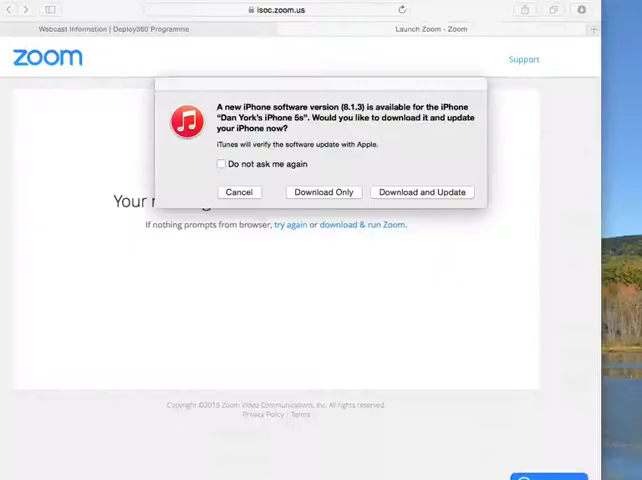 isoc.zoom.us
Webcast Information | Deploy360 Programme
Launch Zoom - Zoom
zoom
Support
A new iPhone software version (8.1.3) is available for the iPhone
“Dan York’s iPhone 5s”. Would you like to download it and update
your iPhone now?
iTunes will verify the software update with Apple.
Do not ask me again
Cancel
Download Only
Download and Update
Your
If nothing prompts from browser, try again or download & run Zoom.
Copyright ©2015 Zoom Video Communications, Inc. All rights reserved.
Privacy Policy | Terms